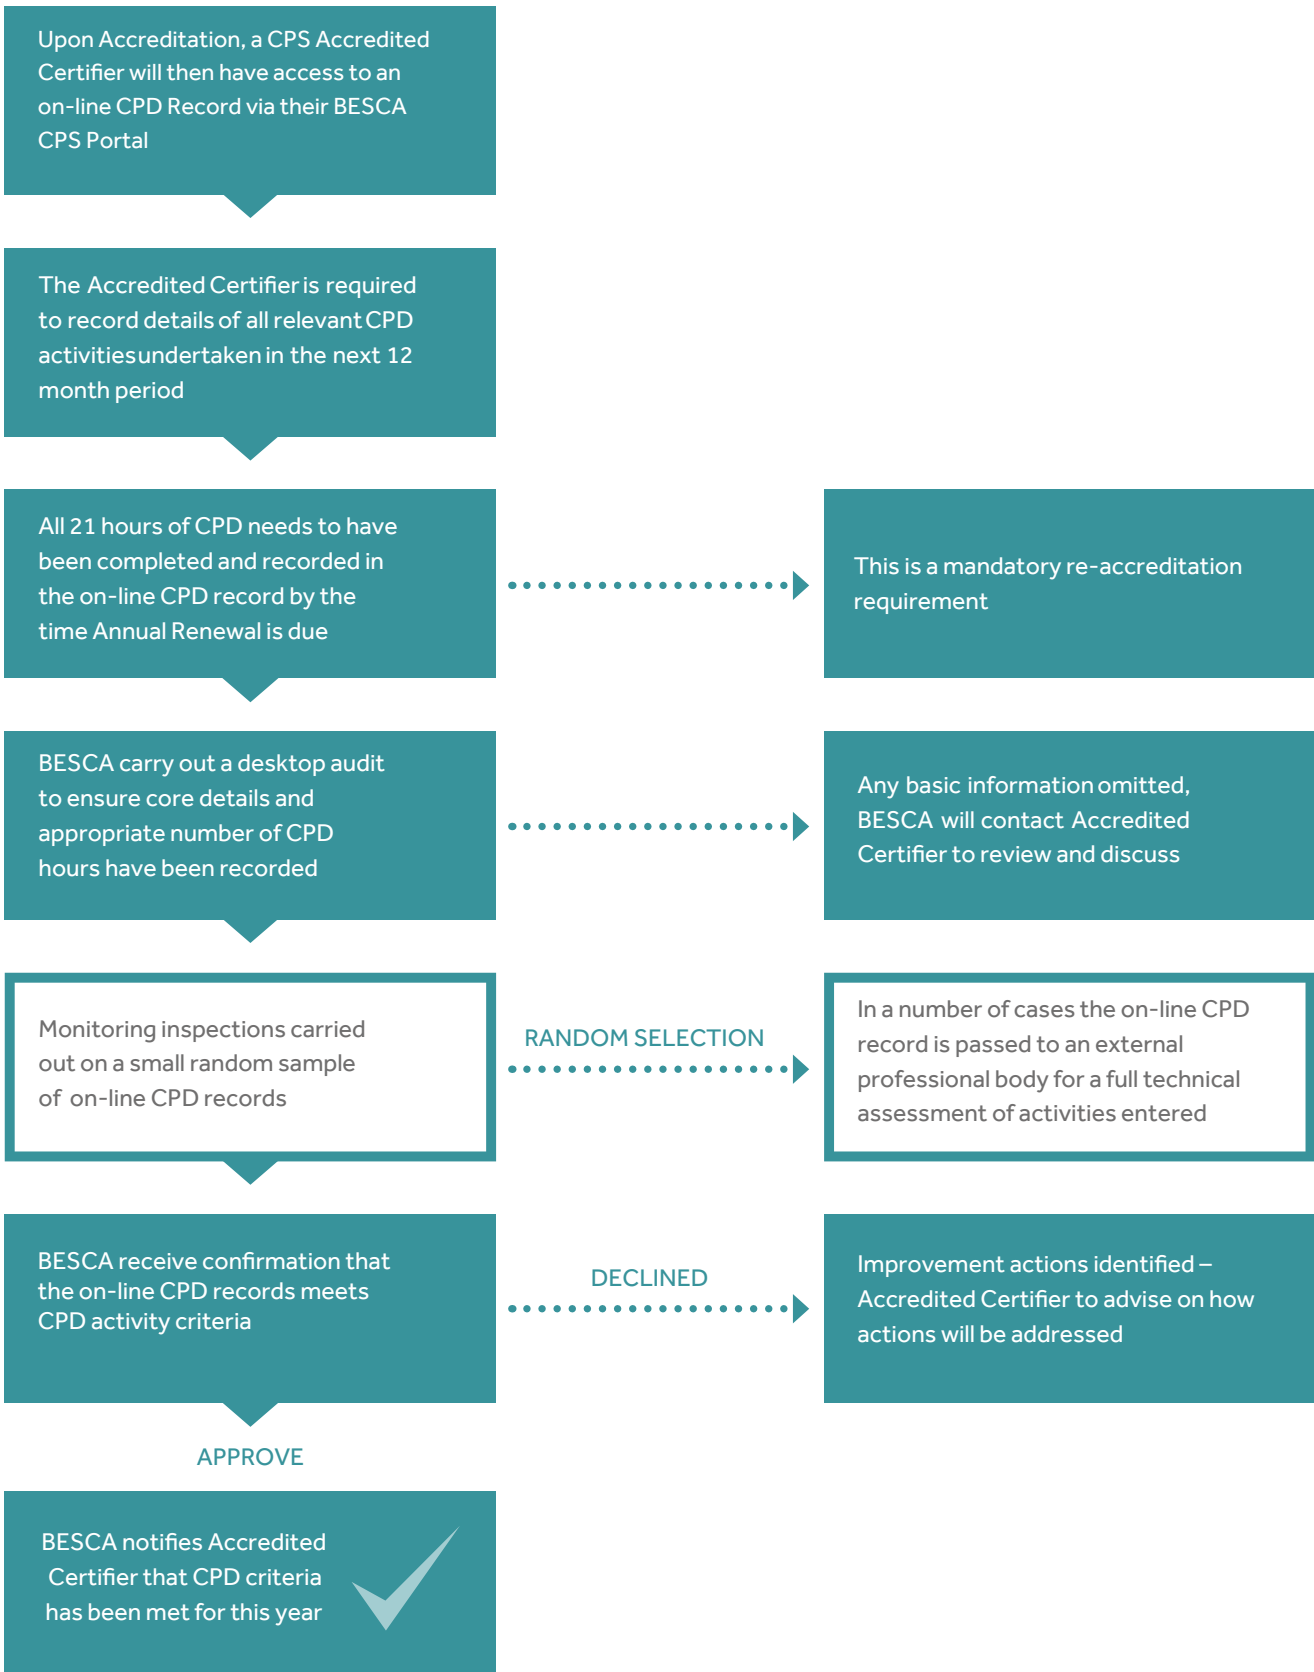 Upon Accreditation, a CPS Accredited
Certifier will then have access to an
on-line CPD Record via their BESCA
CPS Portal
The Accredited Certifier is required
to record details of all relevant CPD
activities undertaken in the next 12
month period
All 21 hours of CPD needs to have
been completed and recorded in
the on-line CPD record by the
time Annual Renewal is due
This is a mandatory re-accreditation
requirement
BESCA carry out a desktop audit
to ensure core details and
appropriate number of CPD
hours have been recorded
Any basic information omitted,
BESCA will contact Accredited
Certifier to review and discuss
Monitoring inspections carried
out on a small random sample
of on-line CPD records
RANDOM SELECTION
In a number of cases the on-line CPD
record is passed to an external
professional body for a full technical
assessment of activities entered
BESCA receive confirmation that
the on-line CPD records meets
CPD activity criteria
DECLINED
Improvement actions identified –
Accredited Certifier to advise on how
actions will be addressed
APPROVE
BESCA notifies Accredited
Certifier that CPD criteria
has been met for this year